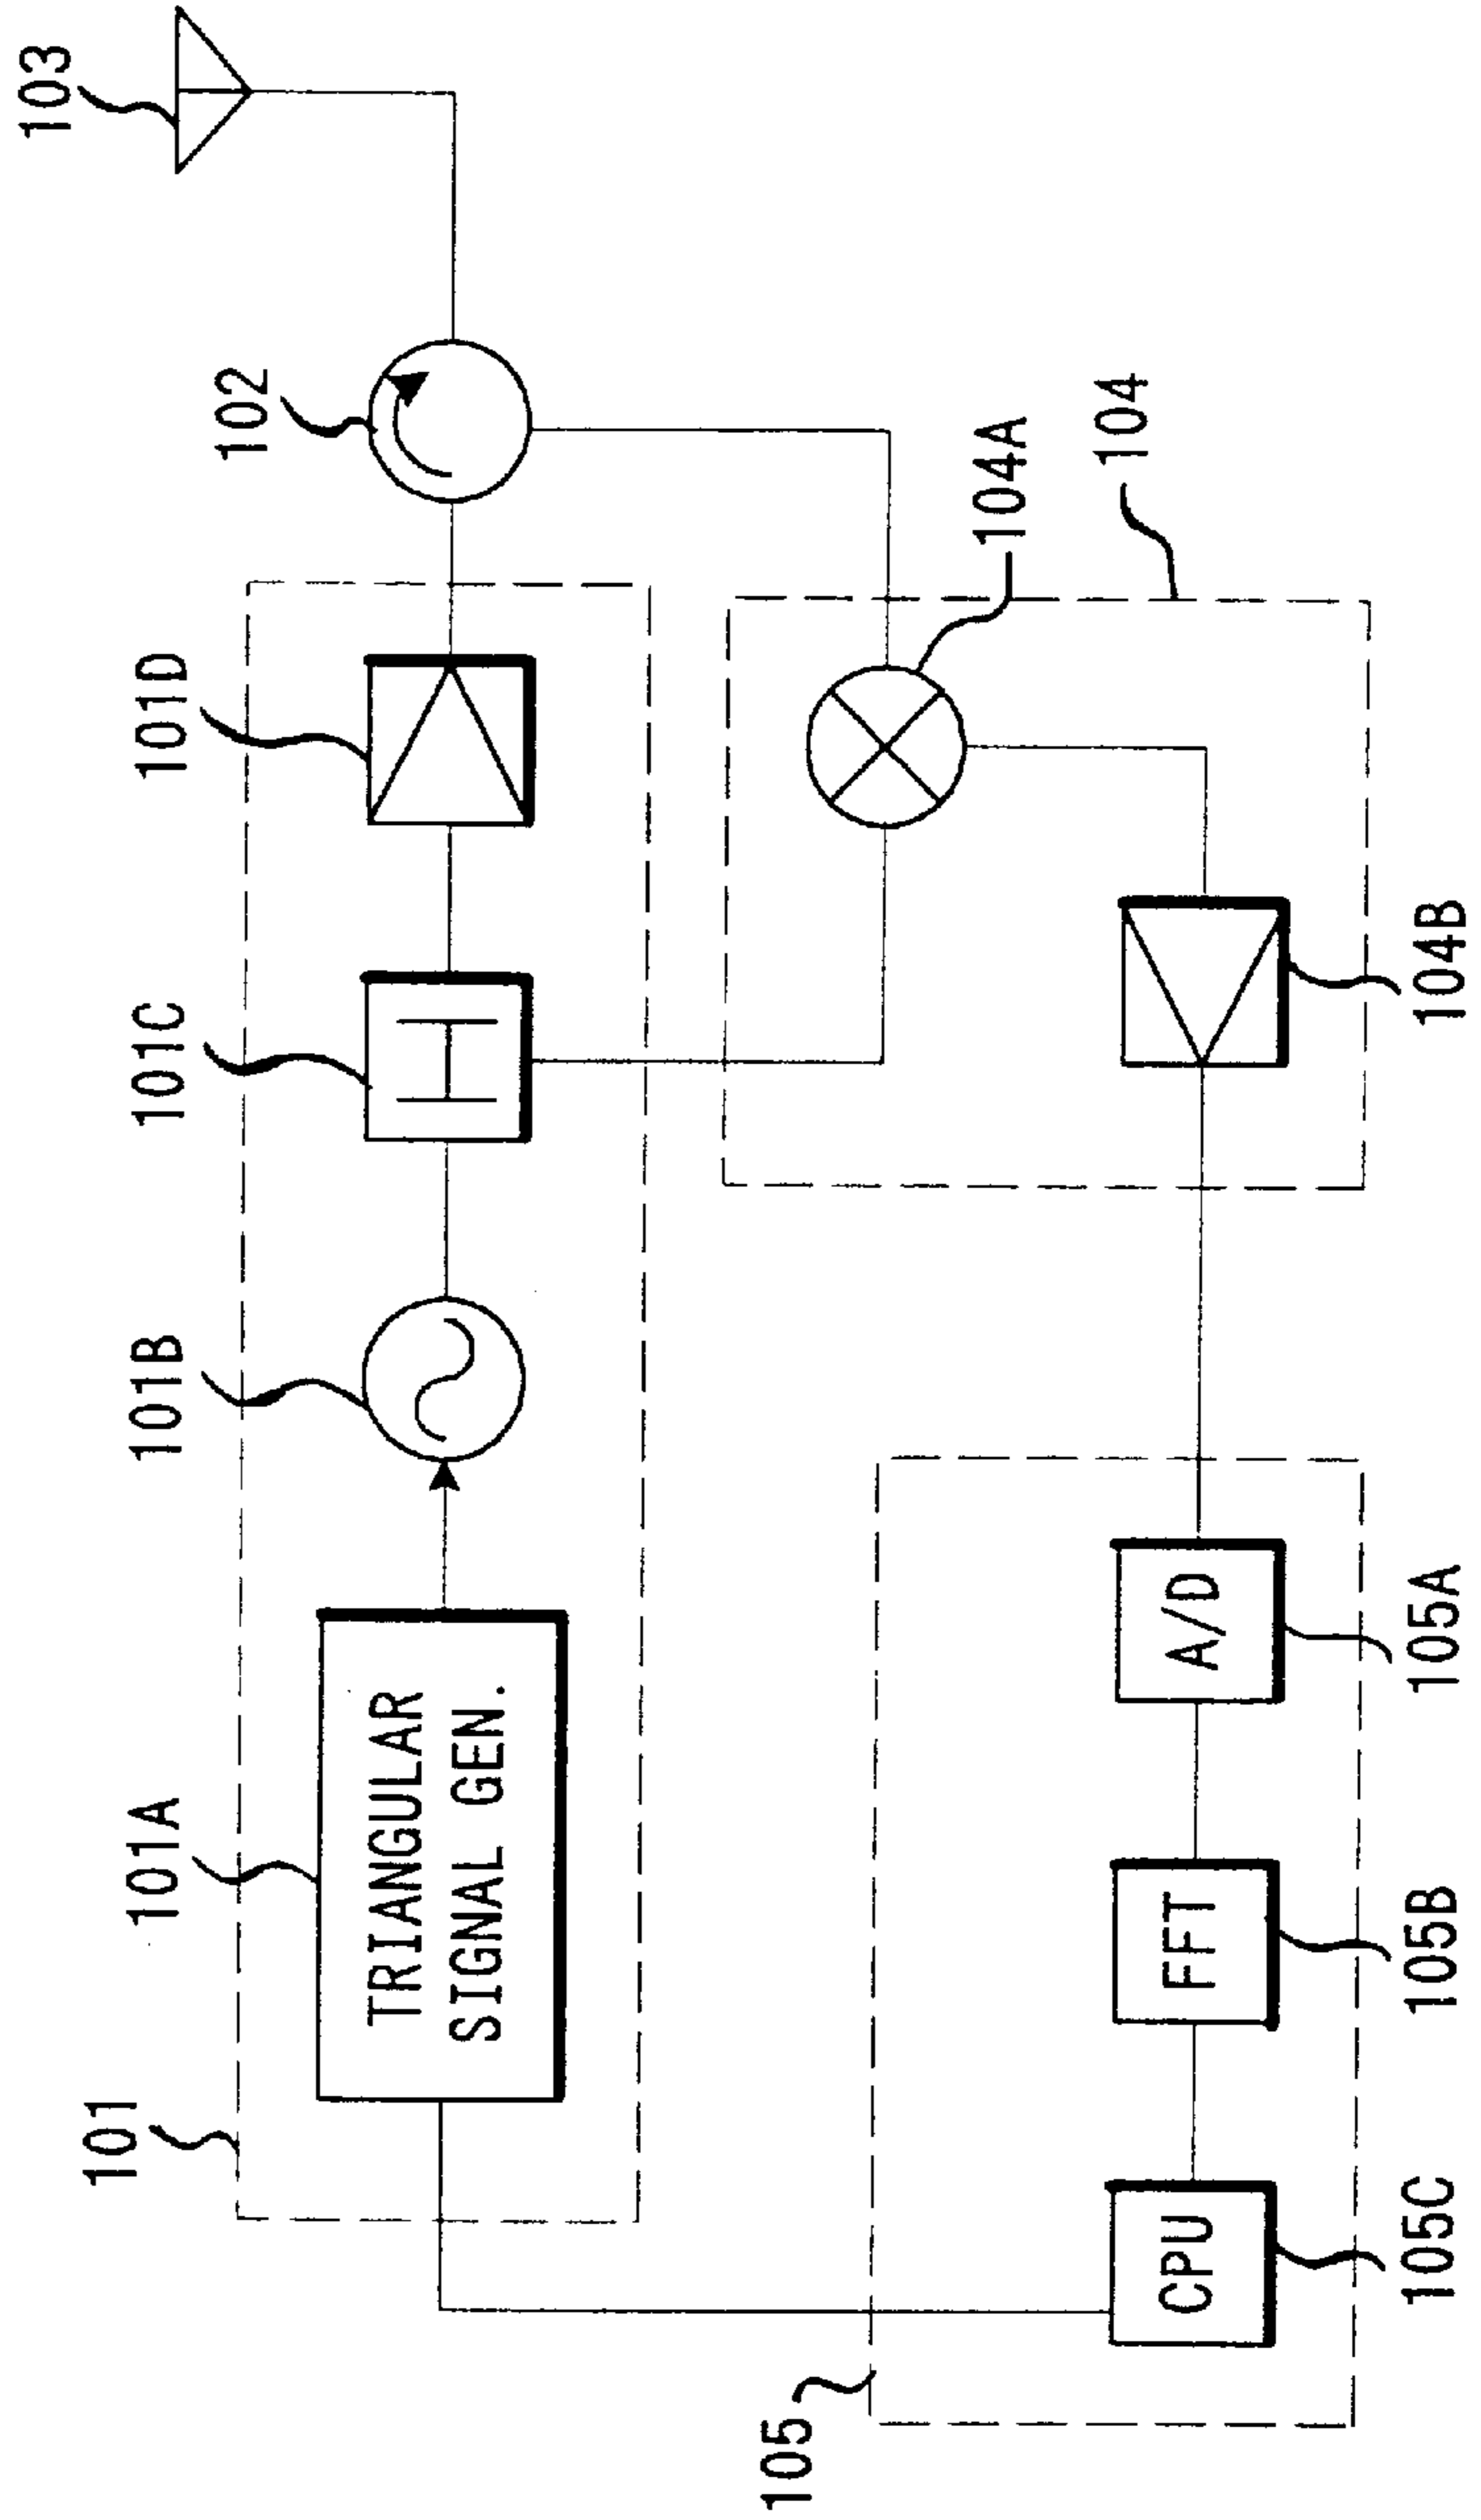 101
101A
101B
101C
101D
102
103
TRIANGULAR
SIGNAL GEN.
104A
104
105
CPU
FFT
A/D
105C
105B
105A
104B